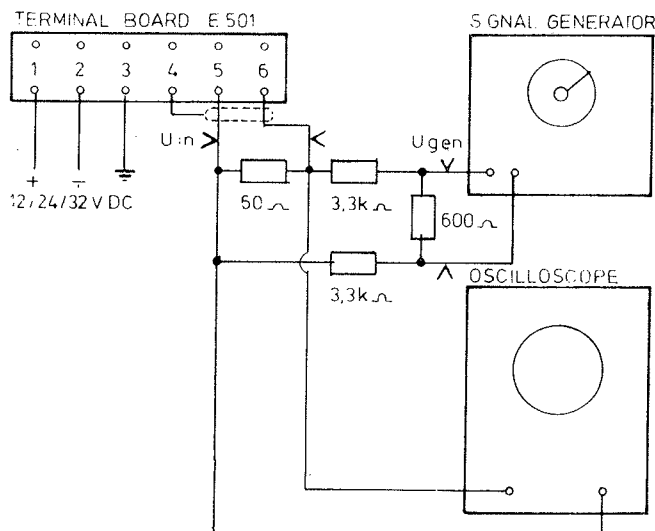 TERMINAL BOARD E501
1 2 3 4 5 6
SIGNAL GENERATOR
Uin
Ugen
+
12/24/32 V DC
50 Ω
3,3k Ω
600 Ω
3,3k Ω
OSCILLOSCOPE